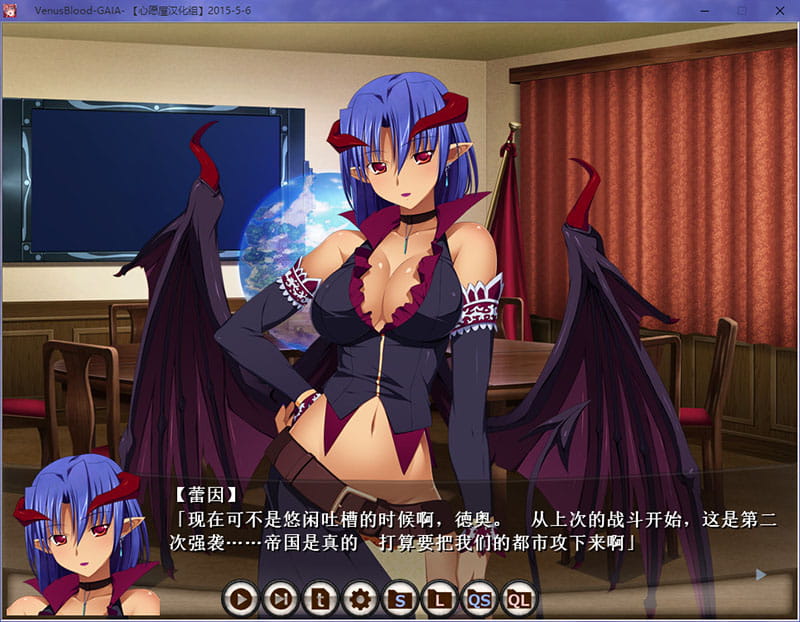 VenusBlood-GAIA- 【心愿屋汉化组】2015-5-6
【蕾因】
「现在可不是悠闲吐槽的时候啊，德奥。 从上次的战斗开始，这是第二
次强袭……帝国是真的 打算要把我们的都市攻下来啊」
t S L QS QL